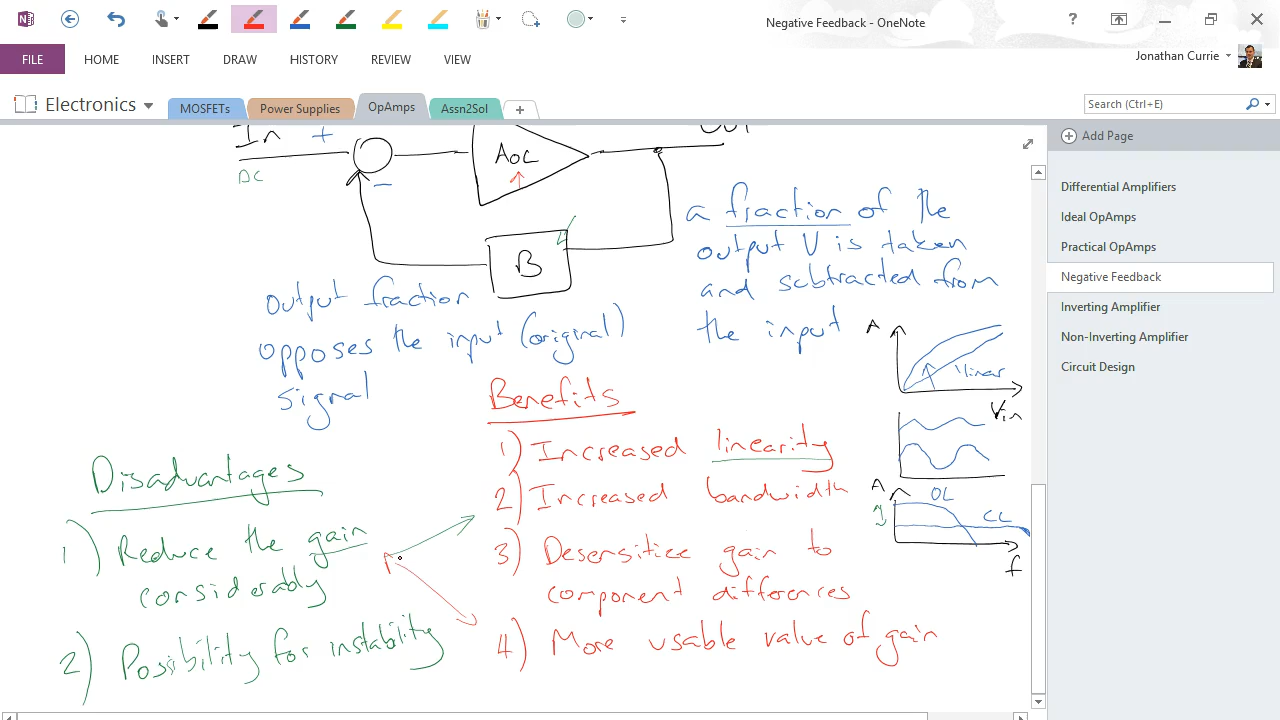 Negative Feedback - OneNote
?
FILE
HOME
INSERT
DRAW
HISTORY
REVIEW
VIEW
Jonathan Currie
Electronics
MOSFETs
Power Supplies
OpAmps
Assn2Sol
Search (Ctrl+E)
Add Page
Differential Amplifiers
Ideal OpAmps
Practical OpAmps
Negative Feedback
Inverting Amplifier
Non-Inverting Amplifier
Circuit Design
In +
DC
-
AOL
Out
B
a fraction of the
output V is taken
and subtracted from
the input
Output fraction
opposes the input (original)
signal
Benefits
1) Increased linearity
2) Increased bandwidth
3) Desensitize gain to
component differences
4) More usable value of gain
Disadvantages
1) Reduce the gain
considerably
2) Possibility for instability
A
linear
Vin
A
OL
CL
f